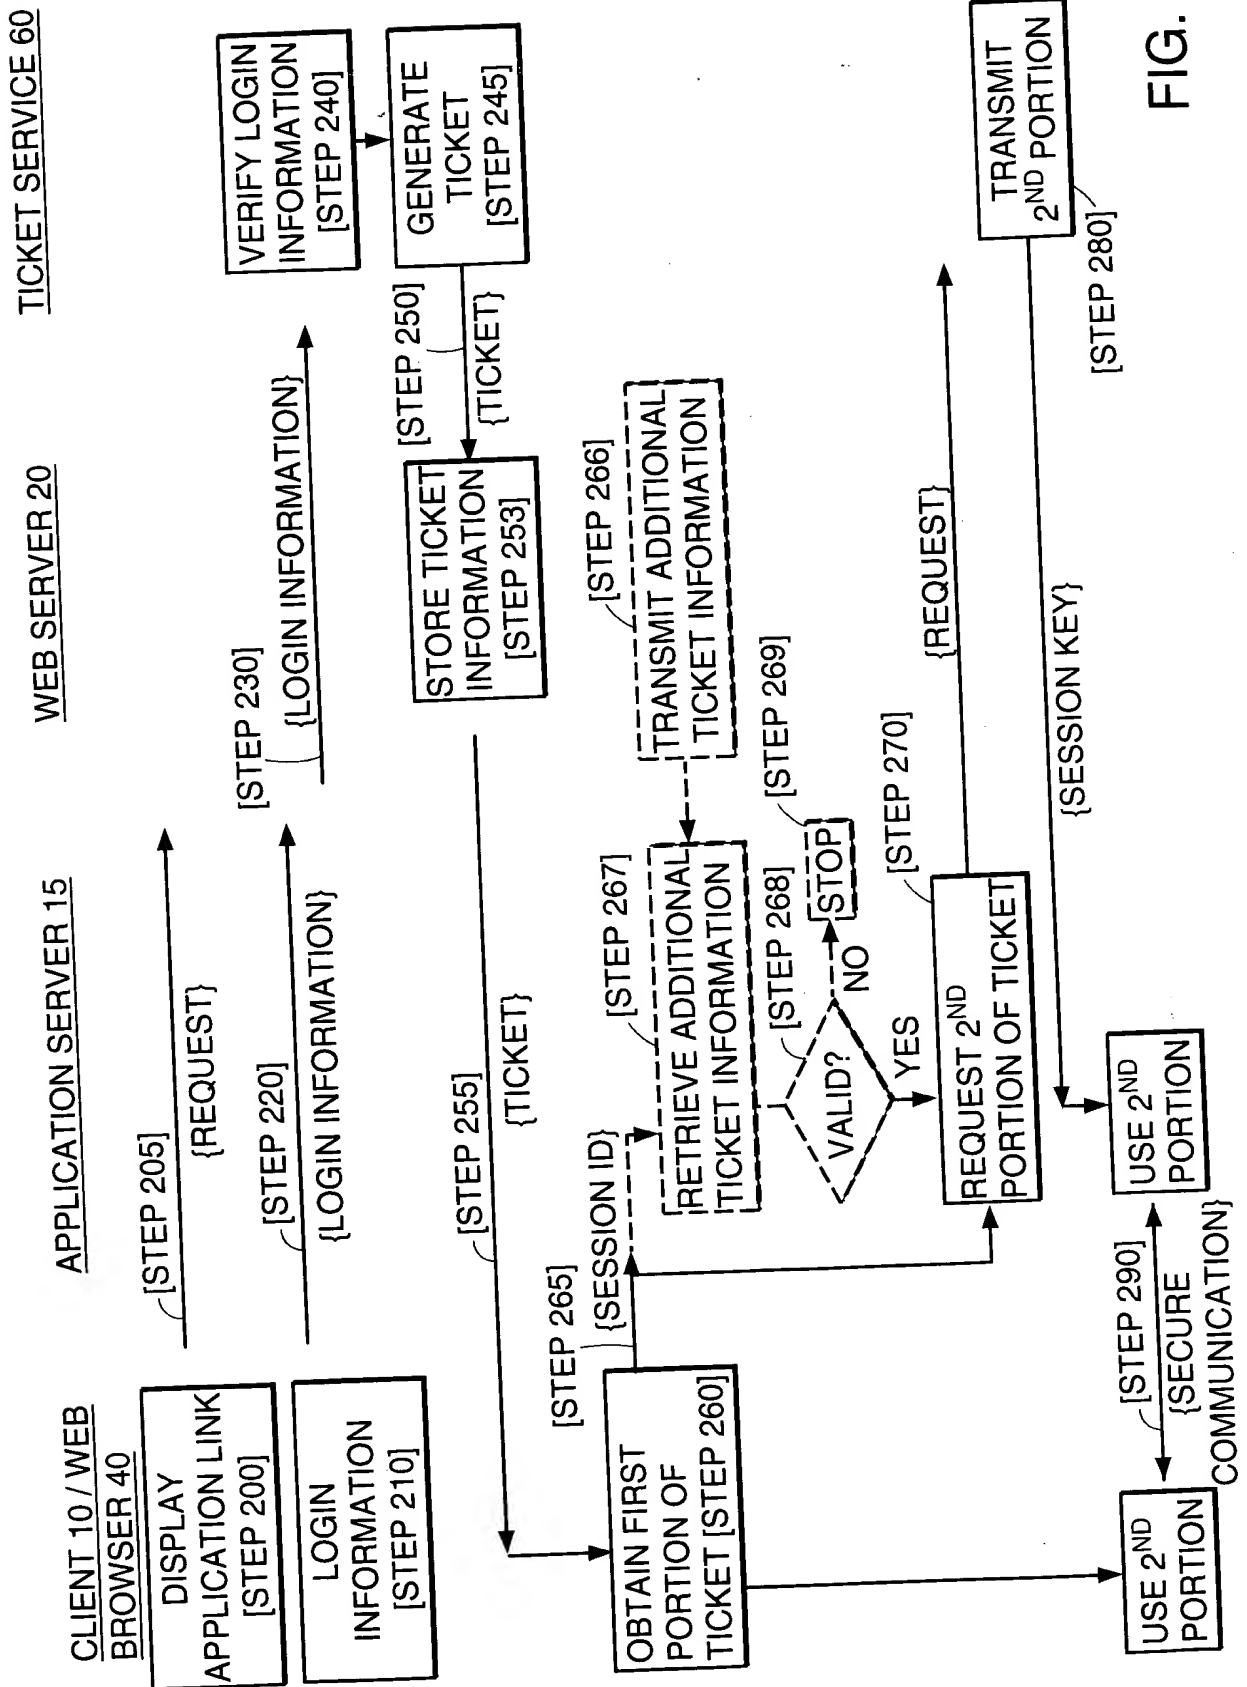 CLIENT 10 / WEB
BROWSER 40
APPLICATION SERVER 15
WEB SERVER 20
TICKET SERVICE 60
DISPLAY
APPLICATION LINK
[STEP 200]
[STEP 205]
{REQUEST}
LOGIN
INFORMATION
[STEP 210]
[STEP 220]
{LOGIN INFORMATION}
[STEP 230]
{LOGIN INFORMATION}
VERIFY LOGIN
INFORMATION
[STEP 240]
GENERATE
TICKET
[STEP 245]
[STEP 250]
{TICKET}
STORE TICKET
INFORMATION
[STEP 253]
[STEP 255]
{TICKET}
OBTAIN FIRST
PORTION OF
TICKET [STEP 260]
[STEP 265]
{SESSION ID}
[STEP 266]
TRANSMIT ADDITIONAL
TICKET INFORMATION
[STEP 267]
RETRIEVE ADDITIONAL
TICKET INFORMATION
[STEP 268]
VALID?
NO
[STEP 269]
STOP
YES
[STEP 270]
REQUEST 2ND
PORTION OF TICKET
{REQUEST}
TRANSMIT
2ND PORTION
[STEP 280]
{SESSION KEY}
USE 2ND
PORTION
[STEP 290]
{SECURE
COMMUNICATION}
USE 2ND
PORTION
FIG.